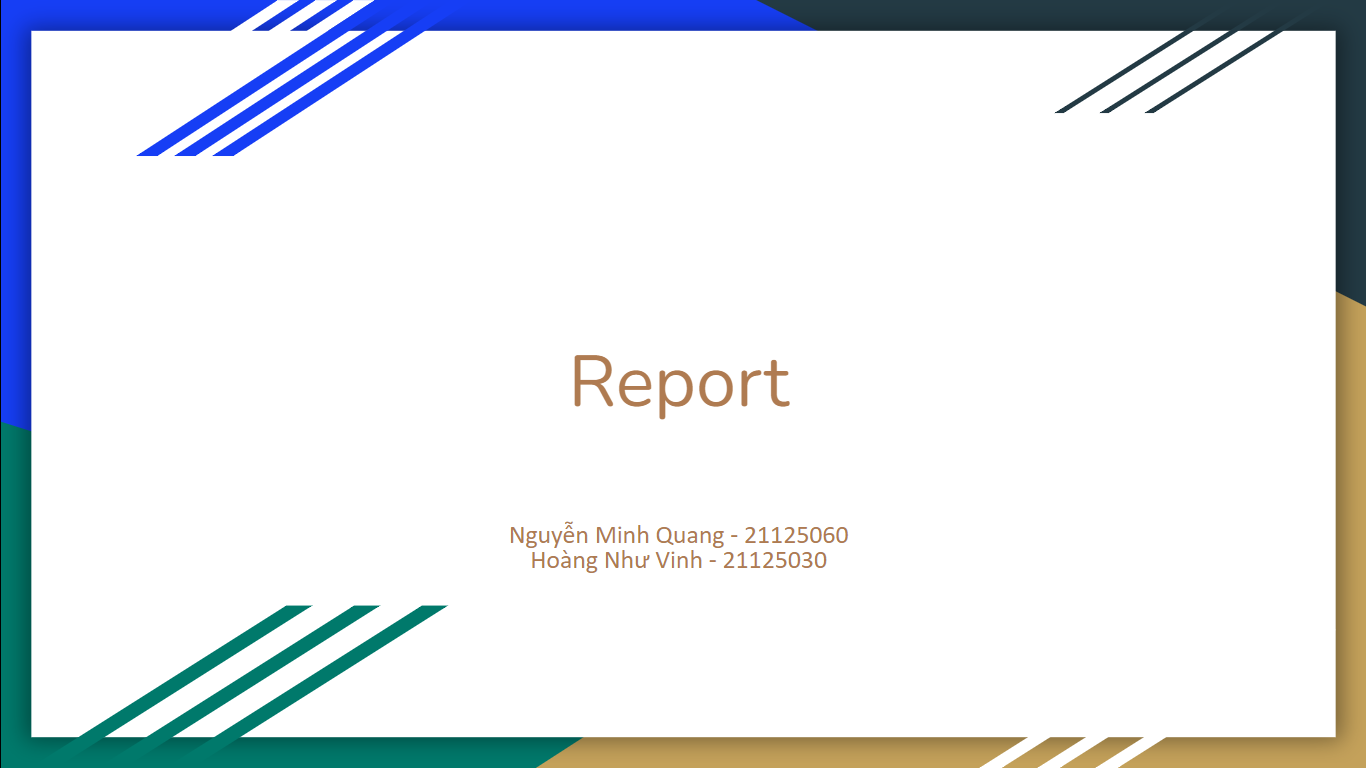 Report
Nguyễn Minh Quang - 21125060
Hoàng Như Vinh - 21125030